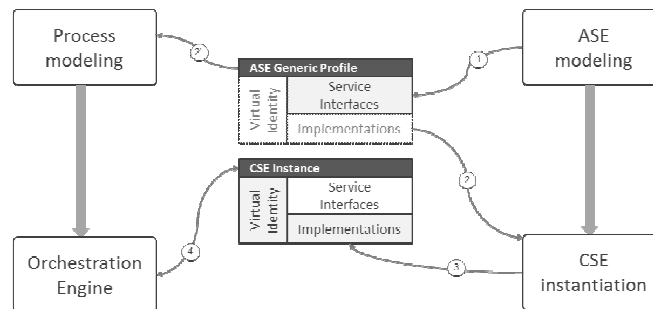 Process
modeling
2'
ASE Generic Profile
Virtual
Identity
Service
Interfaces
Implementations
1
ASE
modeling
CSE Instance
Virtual
Identity
Service
Interfaces
Implementations
2
4
3
Orchestration
Engine
CSE
instantiation